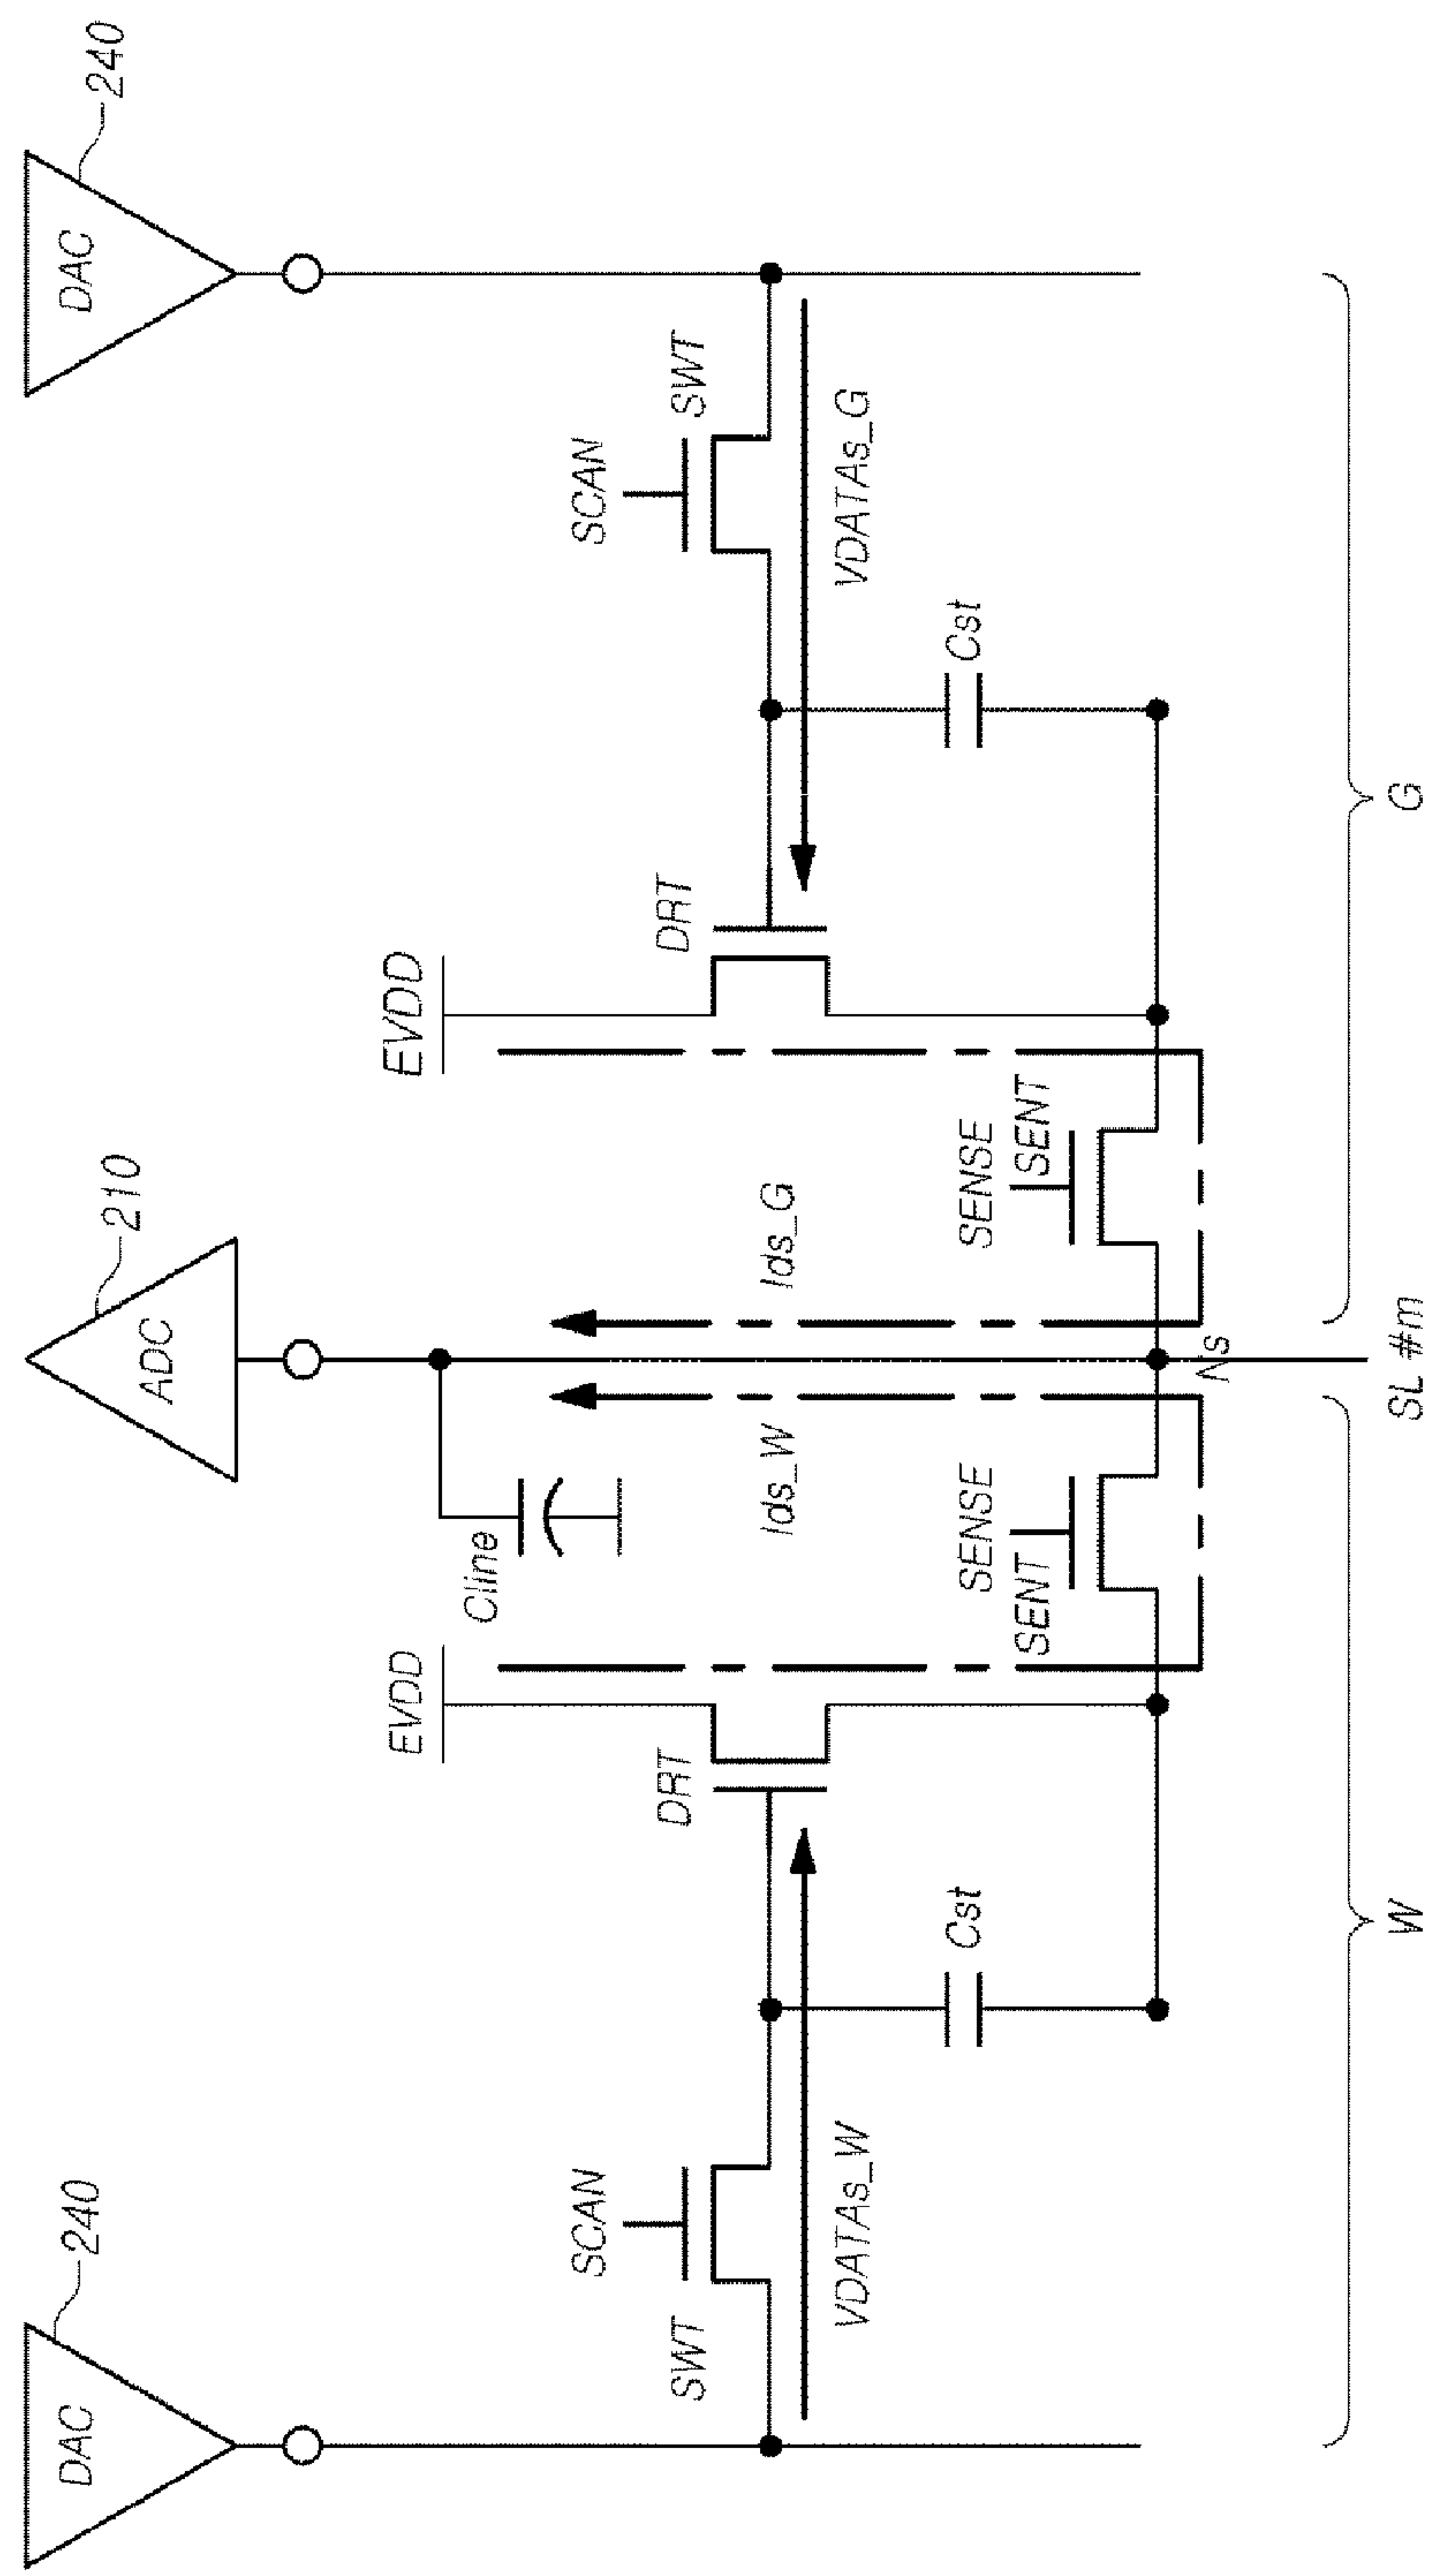 240
210
240
DAC
ADC
DAC
EVDD
EVDD
Cline
SCAN
SCAN
SWT
DRT
DRT
SWT
Ids_W
Ids_G
VDATAs_W
VDATAs_G
Cst
SENSE
SENSE
Cst
SENT
SENT
Ns
W
SL #m
G